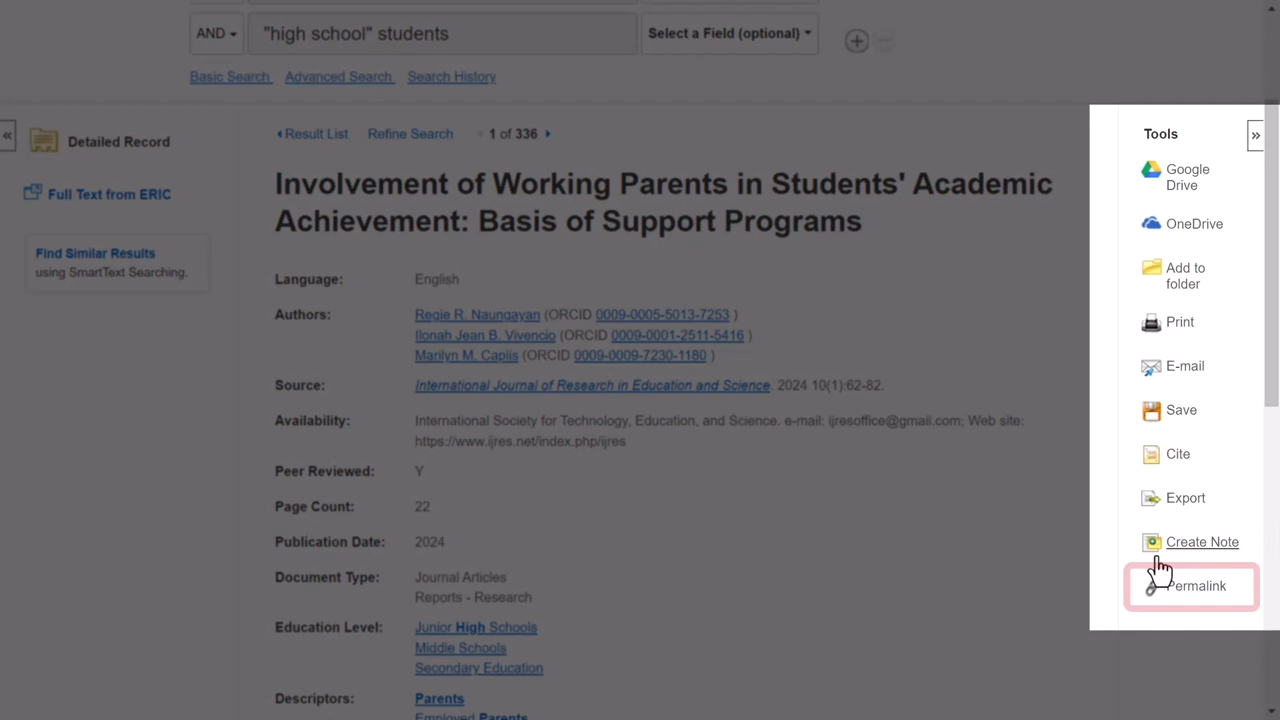 AND
"high school" students
Select a Field (optional)
Basic Search Advanced Search Search History
Detailed Record
Full Text from ERIC
Find Similar Results
using SmartText Searching.
Result List Refine Search 1 of 336
Involvement of Working Parents in Students' Academic
Achievement: Basis of Support Programs
Language: English
Authors: Regie R. Naungayan (ORCID 0009-0005-5013-7253 )
Ilonah Jean B. Vivencio (ORCID 0009-0001-2511-5416 )
Marilyn M. Capiis (ORCID 0009-0009-7230-1180 )
Source: International Journal of Research in Education and Science. 2024 10(1):62-82.
Availability: International Society for Technology, Education, and Science. e-mail: ijresoffice@gmail.com; Web site:
https://www.ijres.net/index.php/ijres
Peer Reviewed: Y
Page Count: 22
Publication Date: 2024
Document Type: Journal Articles
Reports - Research
Education Level: Junior High Schools
Middle Schools
Secondary Education
Descriptors: Parents
Employed Parents
Tools
»
Google
Drive
OneDrive
Add to
folder
Print
E-mail
Save
Cite
Export
Create Note
Permalink